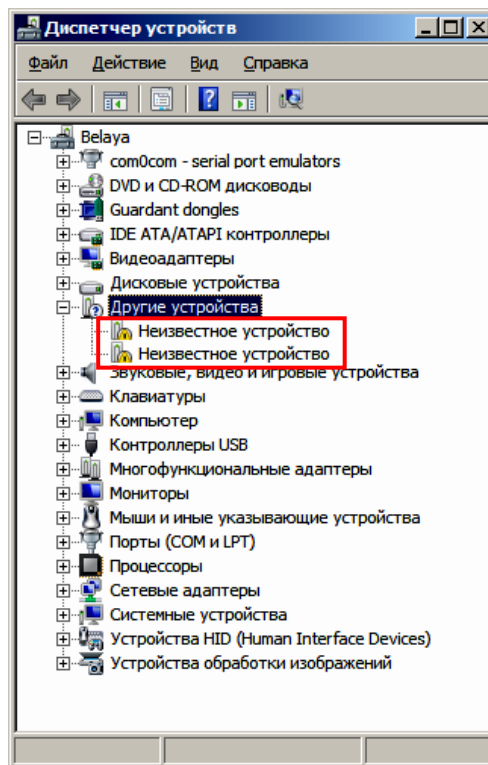 Диспетчер устройств
Файл Действие Вид Справка
Belaya
com0com - serial port emulators
DVD и CD-ROM дисководы
Guardant dongles
IDE ATA/ATAPI контроллеры
Видеоадаптеры
Дисковые устройства
Другие устройства
Неизвестное устройство
Неизвестное устройство
Звуковые, видео и игровые устройства
Клавиатуры
Компьютер
Контроллеры USB
Многофункциональные адаптеры
Мониторы
Мыши и иные указывающие устройства
Порты (COM и LPT)
Процессоры
Сетевые адаптеры
Системные устройства
Устройства HID (Human Interface Devices)
Устройства обработки изображений